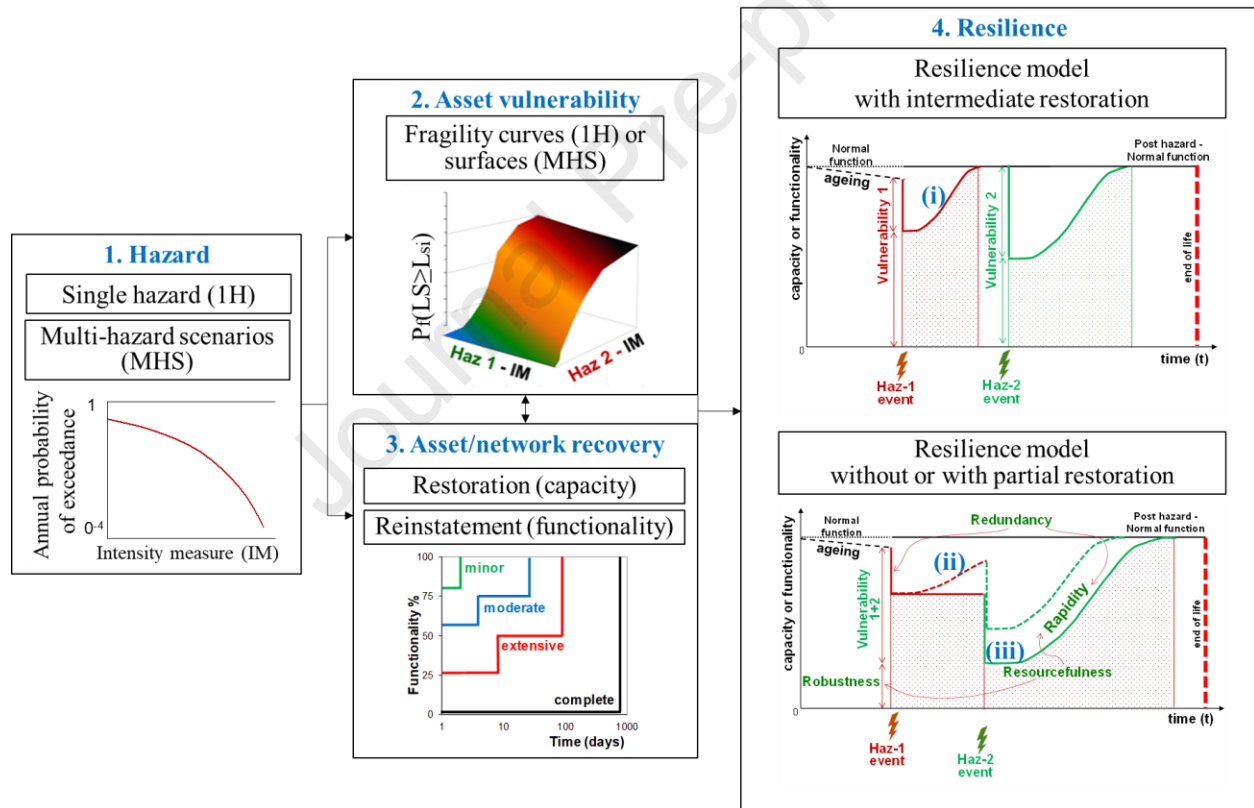 Journal Pre-pr
1. Hazard
Single hazard (1H)
Multi-hazard scenarios
(MHS)
Annual probability
of exceedance
1
0⁻⁴
Intensity measure (IM)
2. Asset vulnerability
Fragility curves (1H) or
surfaces (MHS)
Pf(LS≥Lsi)
Haz 1 - IM
Haz 2 - IM
3. Asset/network recovery
Restoration (capacity)
Reinstatement (functionality)
Functionality %
100
75
50
25
0
minor
moderate
extensive
complete
1
10
100
1000
Time (days)
4. Resilience
Resilience model
with intermediate restoration
capacity or functionality
Normal
function
ageing
Post hazard -
Normal function
(i)
Vulnerability 1
Vulnerability 2
end of life
0
time (t)
Haz-1
event
Haz-2
event
Resilience model
without or with partial restoration
capacity or functionality
Normal
function
ageing
Redundancy
Post hazard -
Normal function
(ii)
Vulnerability
1+2
Rapidity
(iii)
Resourcefulness
Robustness
end of life
0
time (t)
Haz-1
event
Haz-2
event